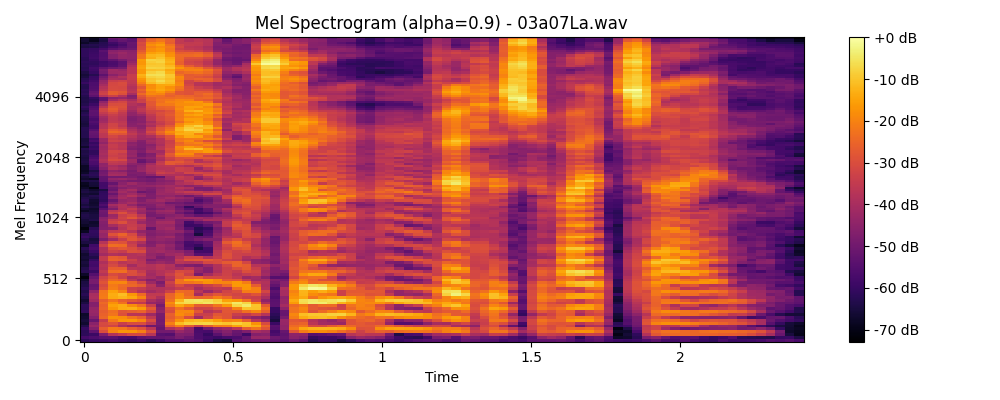 Mel Spectrogram (alpha=0.9) - 03a07La.wav
Mel Frequency
4096
2048
1024
512
0
0
0.5
1
1.5
2
Time
+0 dB
-10 dB
-20 dB
-30 dB
-40 dB
-50 dB
-60 dB
-70 dB